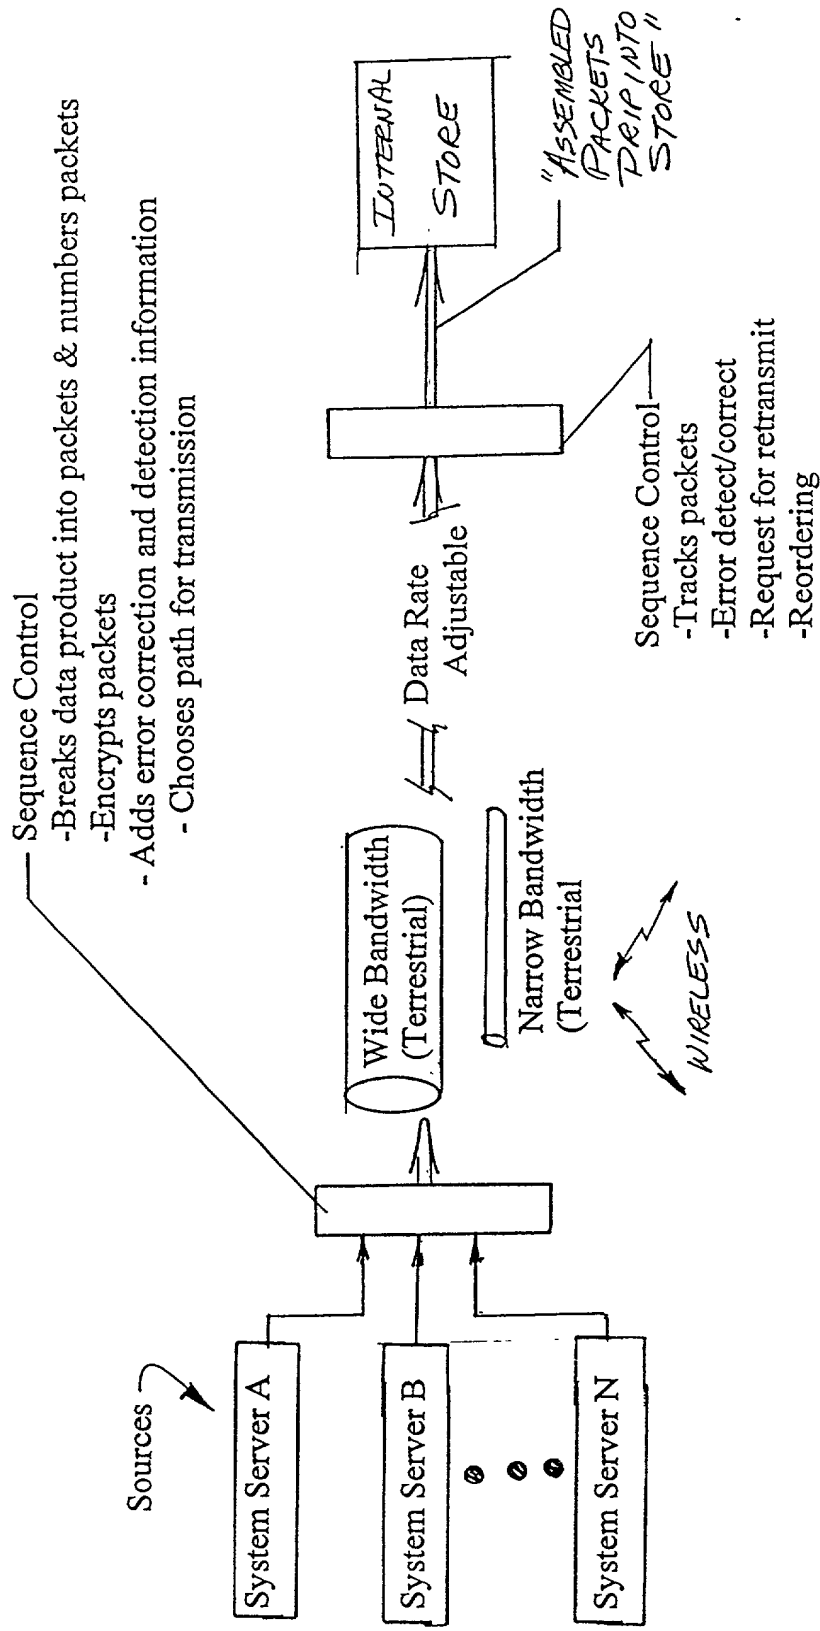 Sources
System Server A
System Server B
System Server N
Sequence Control
-Breaks data product into packets & numbers packets
-Encrypts packets
- Adds error correction and detection information
- Chooses path for transmission
Wide Bandwidth
(Terrestrial)
Narrow Bandwidth
(Terrestrial
WIRELESS
Data Rate
Adjustable
Sequence Control
-Tracks packets
-Error detect/correct
-Request for retransmit
-Reordering
INTERNAL
STORE
"ASSEMBLED
PACKETS
DRIP INTO
STORE"